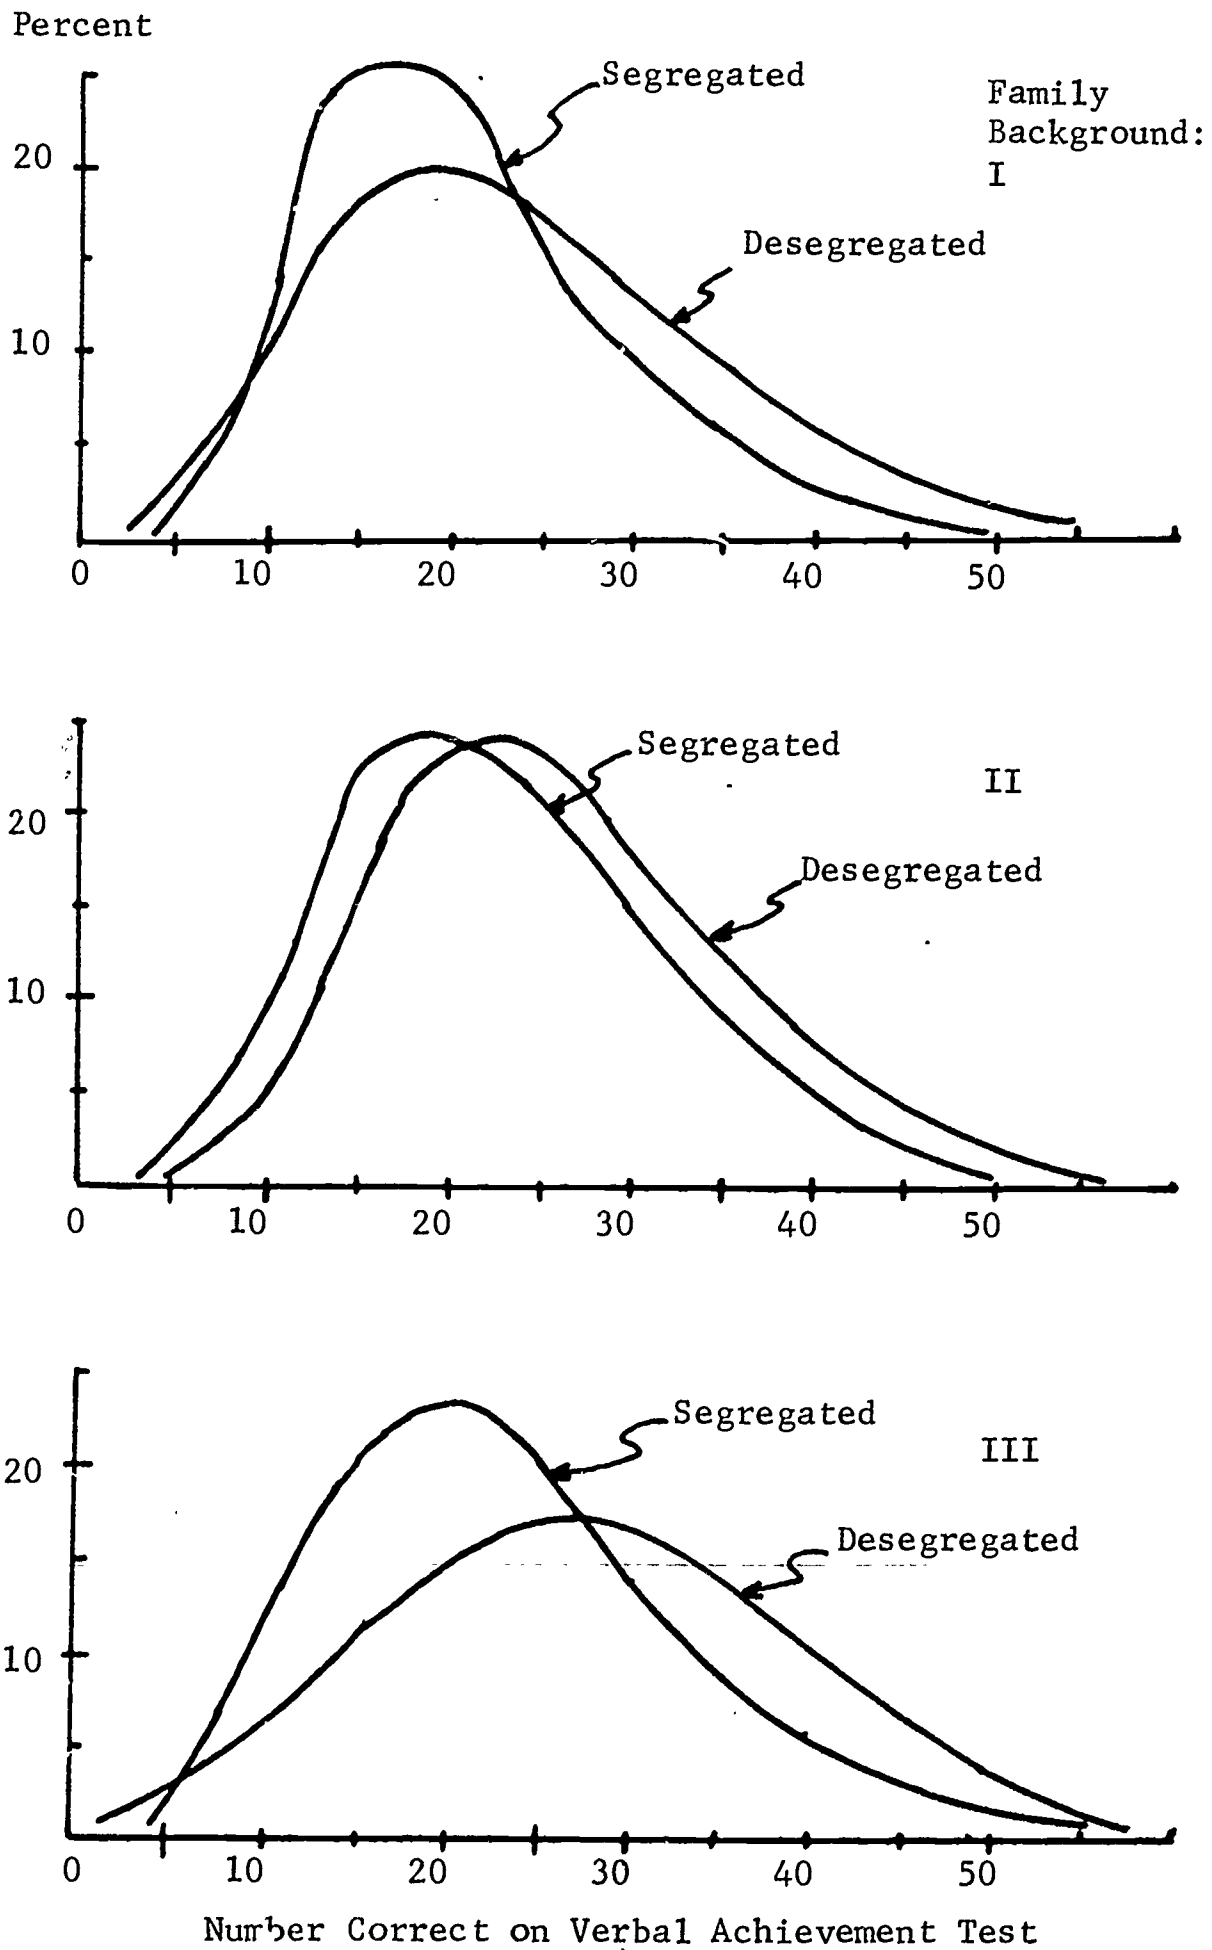 Percent
Segregated
Family
Background:
I
20
Desegregated
10
0 10 20 30 40 50
Segregated
II
20
Desegregated
10
0 10 20 30 40 50
Segregated
III
20
Desegregated
10
0 10 20 30 40 50
Number Correct on Verbal Achievement Test